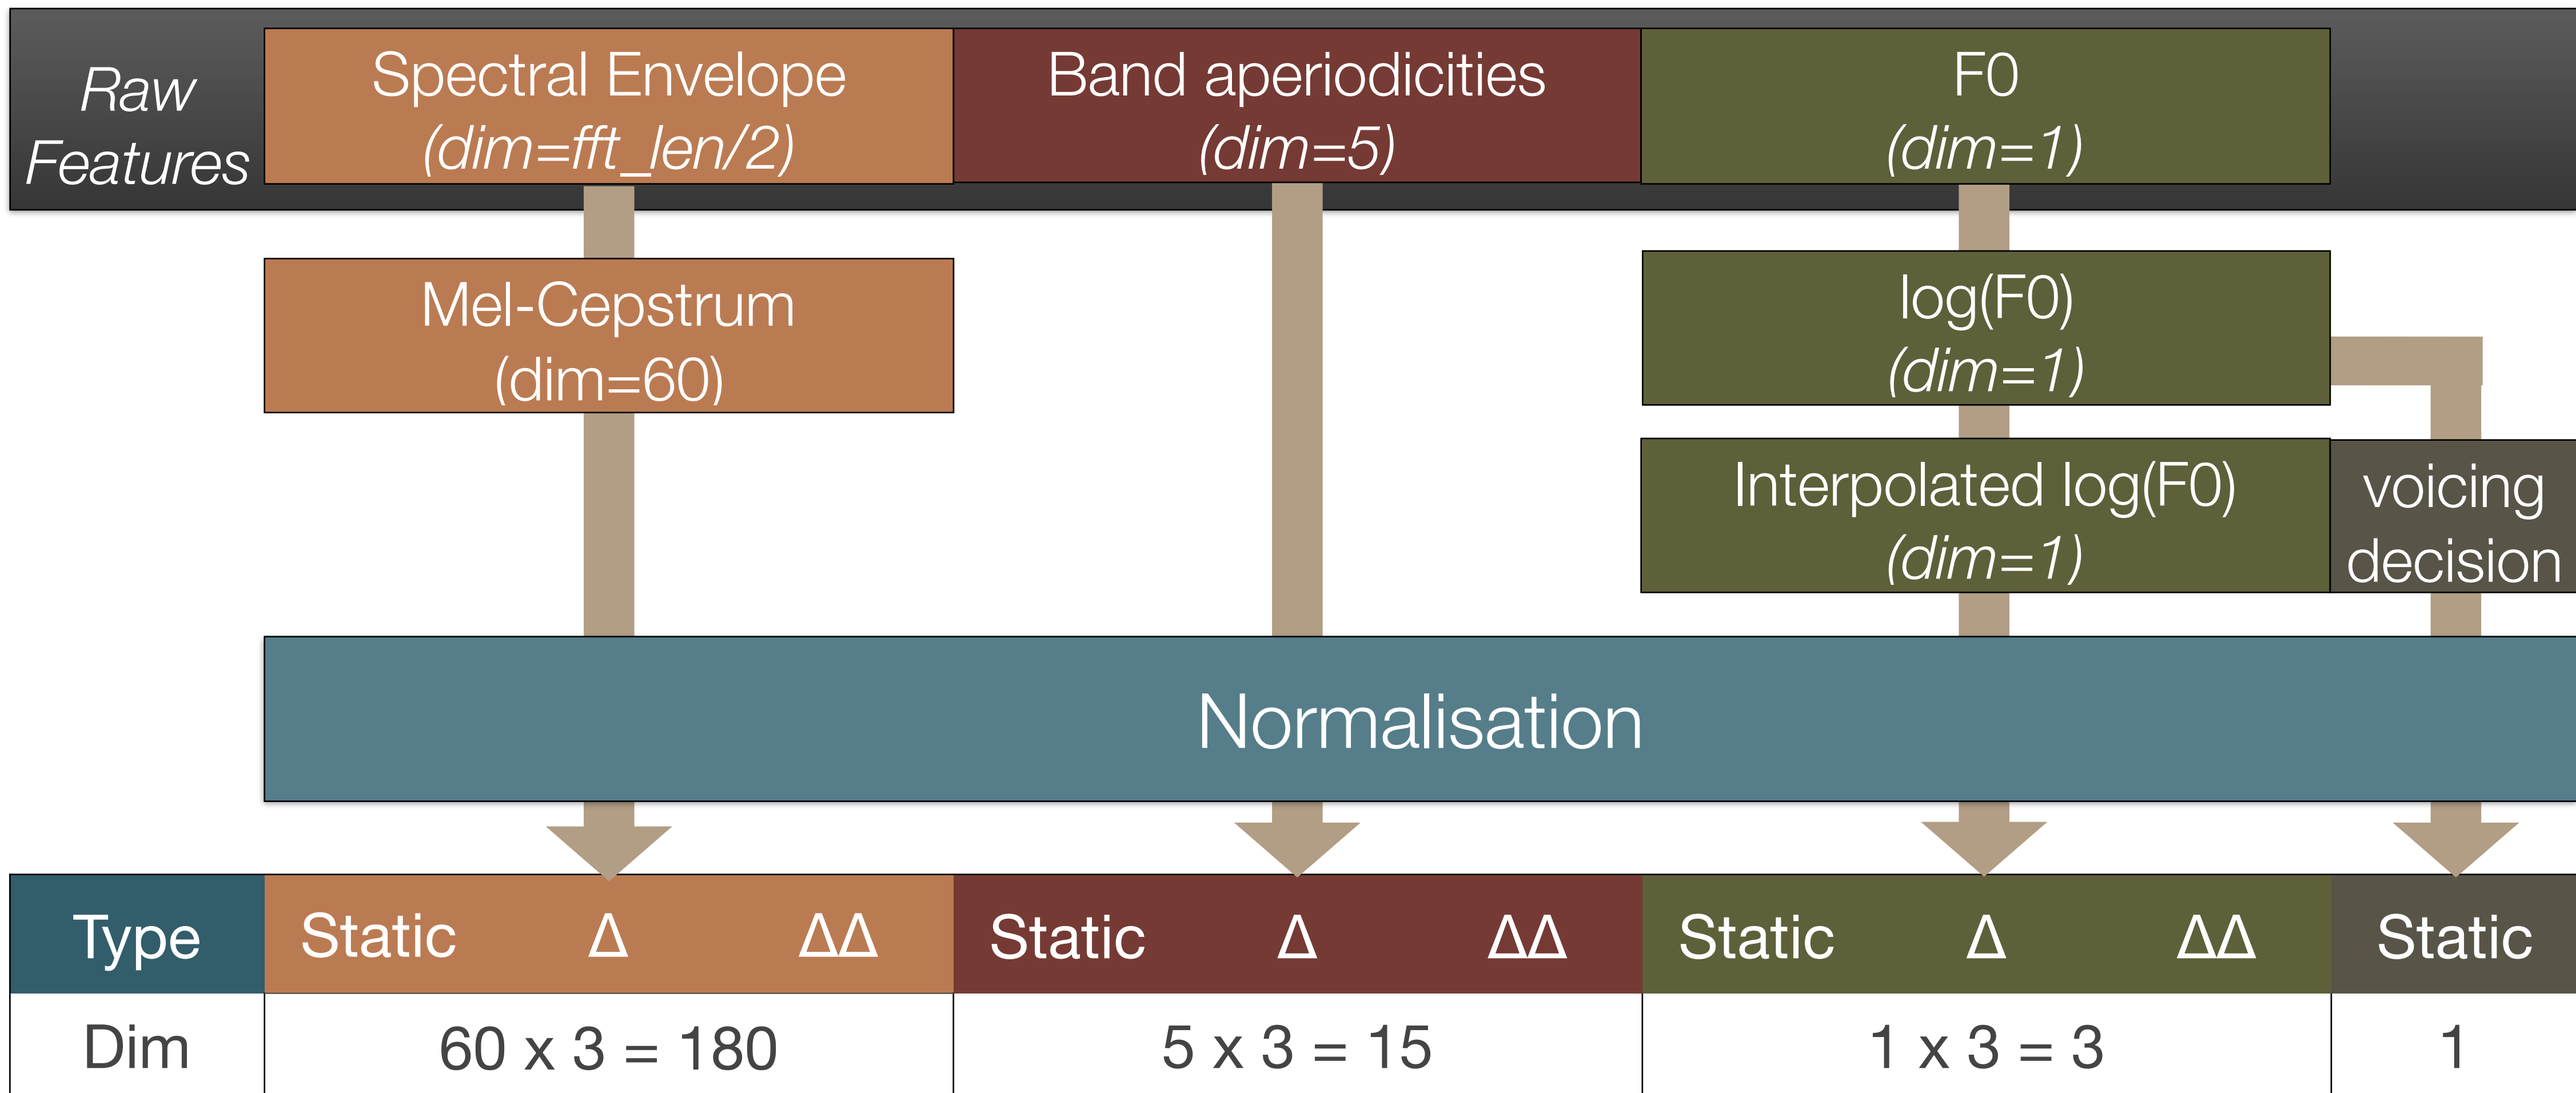 Raw
Features
Spectral Envelope
(dim=fft_len/2)
Band aperiodicities
(dim=5)
F0
(dim=1)
Mel-Cepstrum
(dim=60)
log(F0)
(dim=1)
Interpolated log(F0)
(dim=1)
voicing
decision
Normalisation
Type Static Δ ΔΔ Static Δ ΔΔ Static Δ ΔΔ Static
Dim 60 x 3 = 180 5 x 3 = 15 1 x 3 = 3 1